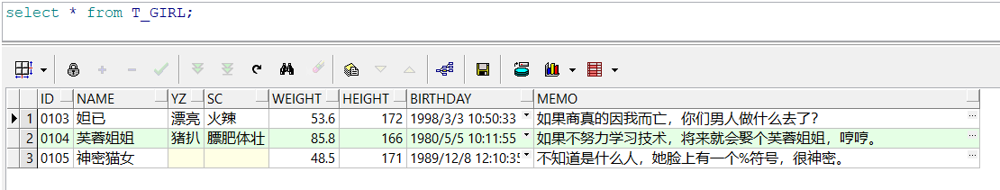 select * from T_GIRL;
ID NAME YZ SC WEIGHT HEIGHT BIRTHDAY MEMO
1 0103 妲已 漂亮 火辣 53.6 172 1998/3/3 10:50:33 如果商真的因我而亡，你们男人做什么去了？
2 0104 芙蓉姐姐 猪扒 膘肥体壮 85.8 166 1980/5/5 10:11:55 如果不努力学习技术，将来就会娶个芙蓉姐姐，哼哼。
3 0105 神密猫女 48.5 171 1989/12/8 12:10:35 不知道是什么人，她脸上有一个%符号，很神密。